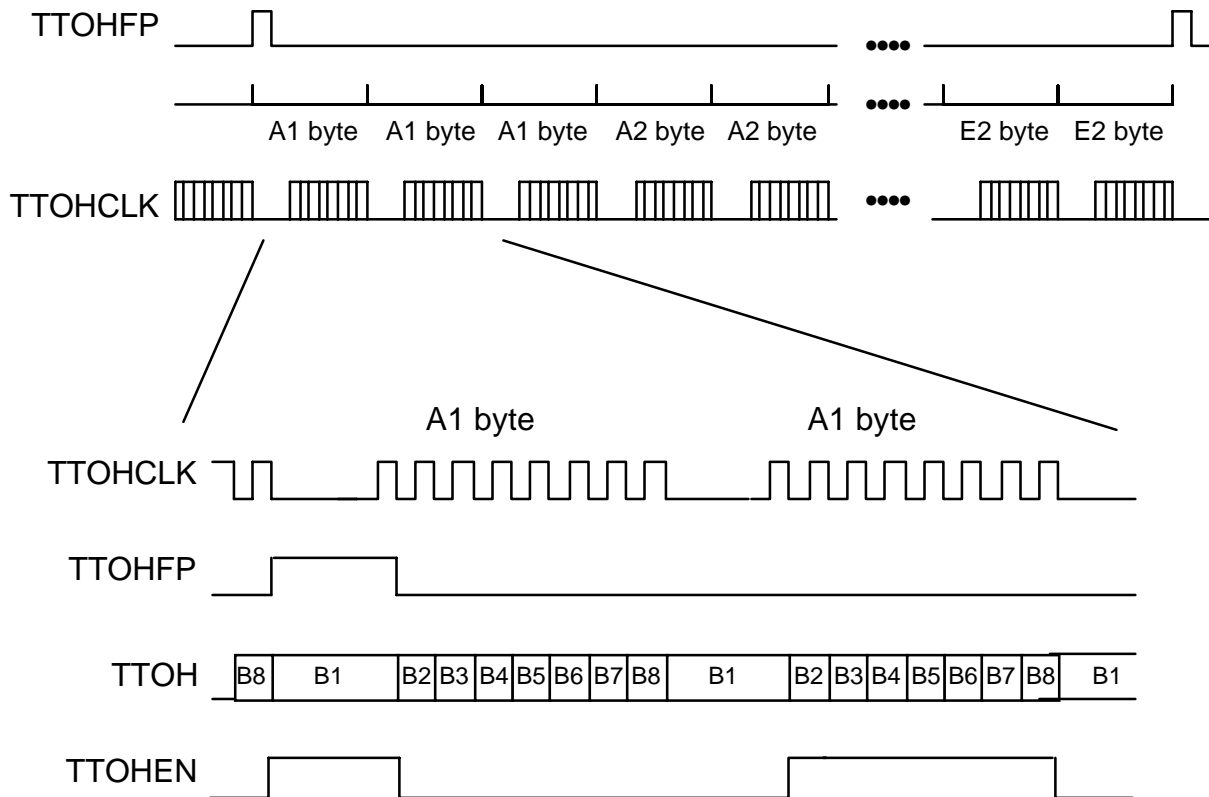 TTOHFP
A1 byte A1 byte A1 byte A2 byte A2 byte E2 byte E2 byte
TTOHCLK
A1 byte A1 byte
TTOHCLK
TTOHFP
TTOH B8 B1 B2 B3 B4 B5 B6 B7 B8 B1 B2 B3 B4 B5 B6 B7 B8 B1
TTOHEN